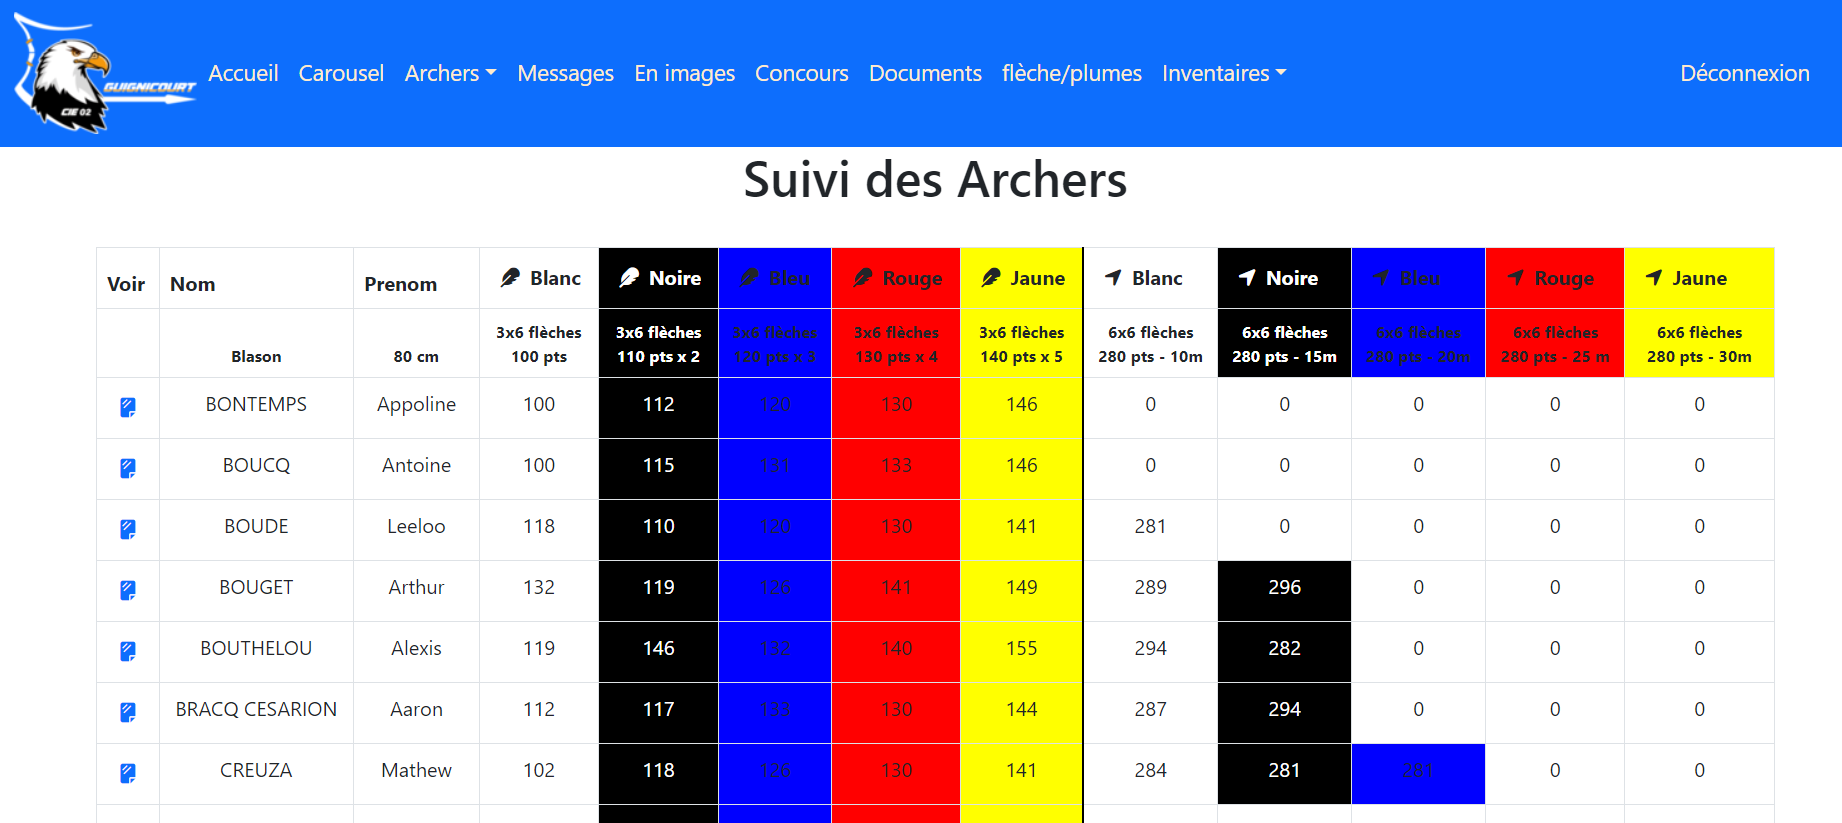 GUIGNICOURT
CIE 02
Accueil Carousel Archers Messages En images Concours Documents flèche/plumes Inventaires Déconnexion
Suivi des Archers
Voir Nom Prenom Blanc Noire Bleu Rouge Jaune Blanc Noire Bleu Rouge Jaune
3x6 flèches 3x6 flèches 3x6 flèches 3x6 flèches 3x6 flèches 6x6 flèches 6x6 flèches 6x6 flèches 6x6 flèches 6x6 flèches
Blason 80 cm 100 pts 110 pts x 2 120 pts x 3 130 pts x 4 140 pts x 5 280 pts - 10m 280 pts - 15m 280 pts - 20m 280 pts - 25 m 280 pts - 30m
BONTEMPS Appoline 100 112 120 130 146 0 0 0 0 0
BOUCQ Antoine 100 115 131 133 146 0 0 0 0 0
BOUDE Leeloo 118 110 120 130 141 281 0 0 0 0
BOUGET Arthur 132 119 126 141 149 289 296 0 0 0
BOUTHELOU Alexis 119 146 132 140 155 294 282 0 0 0
BRACQ CESARION Aaron 112 117 133 130 144 287 294 0 0 0
CREUZA Mathew 102 118 126 130 141 284 281 281 0 0